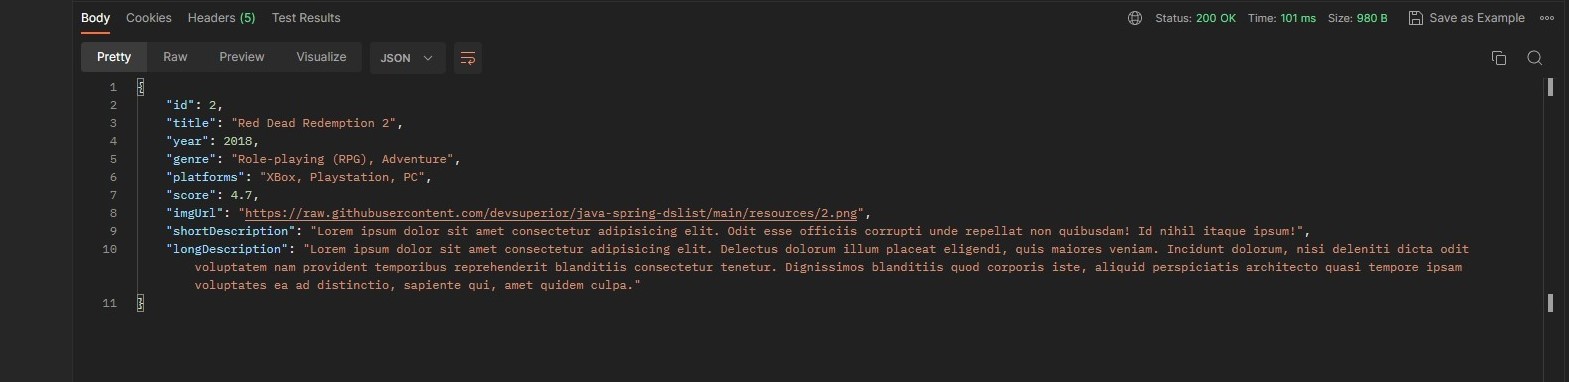 Body Cookies Headers (5) Test Results Status: 200 OK Time: 101 ms Size: 980 B Save as Example
Pretty Raw Preview Visualize JSON
1 {
2 "id": 2,
3 "title": "Red Dead Redemption 2",
4 "year": 2018,
5 "genre": "Role-playing (RPG), Adventure",
6 "platforms": "XBox, Playstation, PC",
7 "score": 4.7,
8 "imgUrl": "https://raw.githubusercontent.com/devsuperior/java-spring-dslist/main/resources/2.png",
9 "shortDescription": "Lorem ipsum dolor sit amet consectetur adipisicing elit. Odit esse officiis corrupti unde repellat non quibusdam! Id nihil itaque ipsum!",
10 "longDescription": "Lorem ipsum dolor sit amet consectetur adipisicing elit. Delectus dolorum illum placeat eligendi, quis maiores veniam. Incidunt dolorum, nisi deleniti dicta odit
voluptatem nam provident temporibus reprehenderit blanditiis consectetur tenetur. Dignissimos blanditiis quod corporis iste, aliquid perspiciatis architecto quasi tempore ipsam
voluptates ea ad distinctio, sapiente qui, amet quidem culpa."
11 }